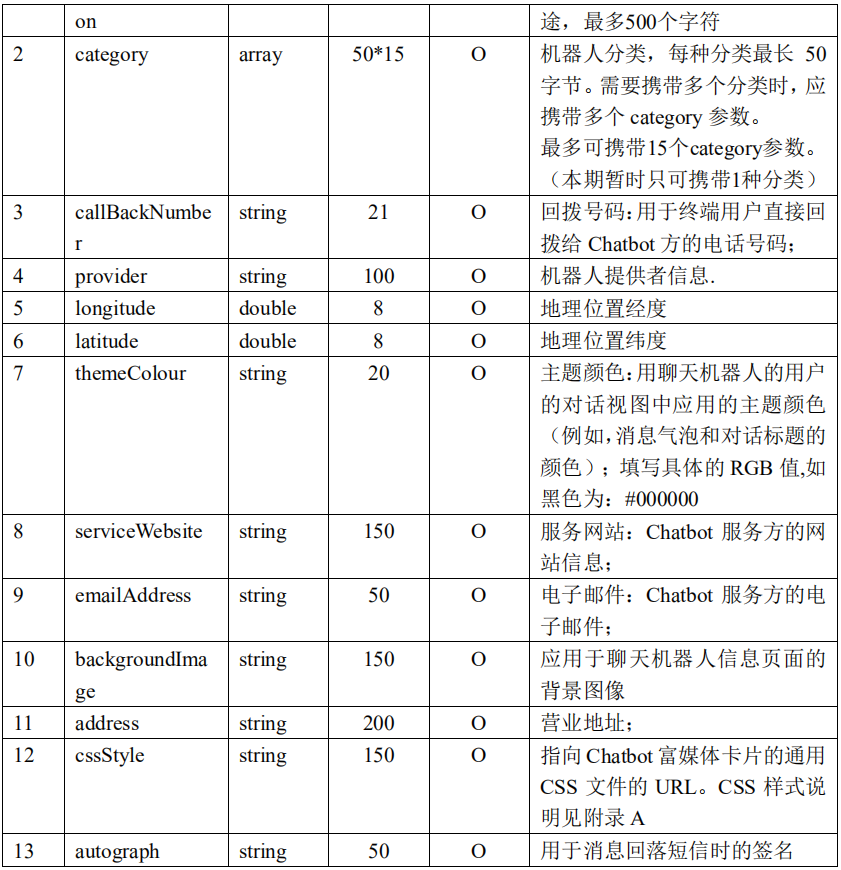 on 途，最多500个字符
2 category array 50*15 O 机器人分类，每种分类最长 50
字节。需要携带多个分类时，应
携带多个 category 参数。
最多可携带15个category参数。
（本期暂时只可携带1种分类）
3 callBackNumbe string 21 O 回拨号码：用于终端用户直接回
r 拨给 Chatbot 方的电话号码；
4 provider string 100 O 机器人提供者信息.
5 longitude double 8 O 地理位置经度
6 latitude double 8 O 地理位置纬度
7 themeColour string 20 O 主题颜色：用聊天机器人的用户
的对话视图中应用的主题颜色
（例如，消息气泡和对话标题的
颜色）；填写具体的 RGB 值,如
黑色为：#000000
8 serviceWebsite string 150 O 服务网站：Chatbot 服务方的网
站信息；
9 emailAddress string 50 O 电子邮件：Chatbot 服务方的电
子邮件；
10 backgroundIma string 150 O 应用于聊天机器人信息页面的
ge 背景图像
11 address string 200 O 营业地址；
12 cssStyle string 150 O 指向 Chatbot 富媒体卡片的通用
CSS 文件的 URL。CSS 样式说
明见附录 A
13 autograph string 50 O 用于消息回落短信时的签名